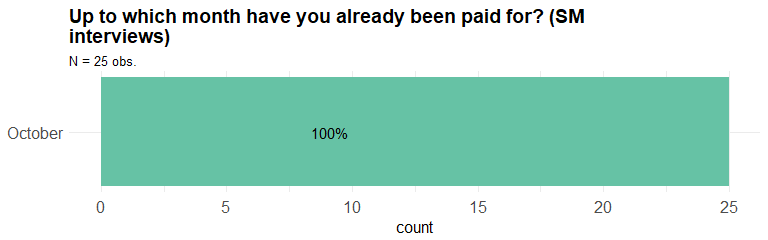 Up to which month have you already been paid for? (SM
interviews)
N = 25 obs.
October
100%
0 5 10 15 20 25
count